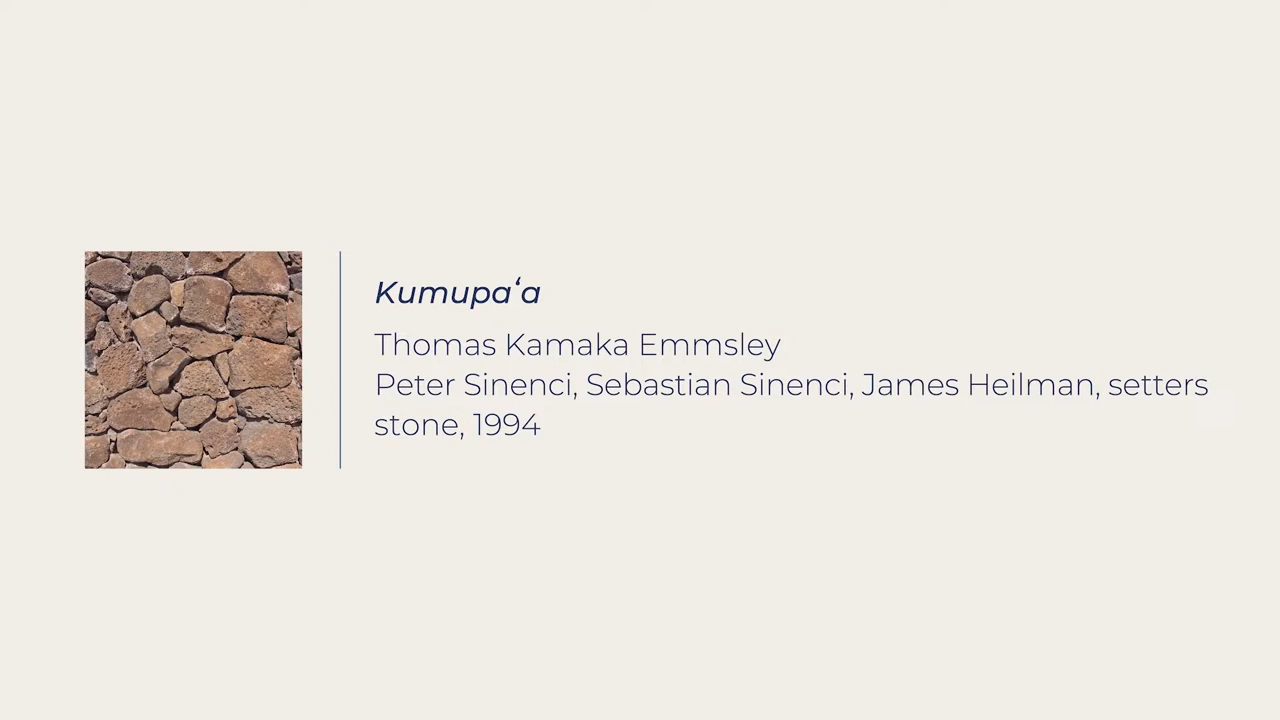 Kumupaʻa
Thomas Kamaka Emmsley
Peter Sinenci, Sebastian Sinenci, James Heilman, setters
stone, 1994